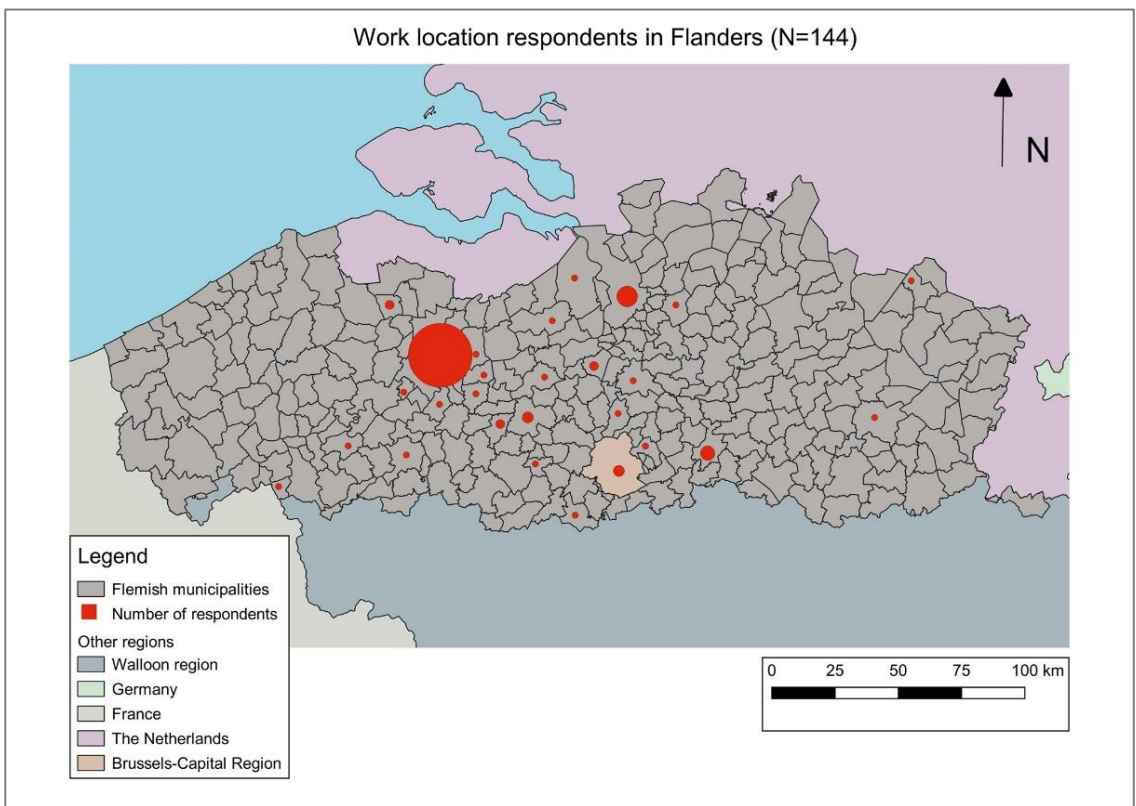 Work location respondents in Flanders (N=144)
N
Legend
Flemish municipalities
Number of respondents
Other regions
Walloon region
Germany
France
The Netherlands
Brussels-Capital Region
0 25 50 75 100 km